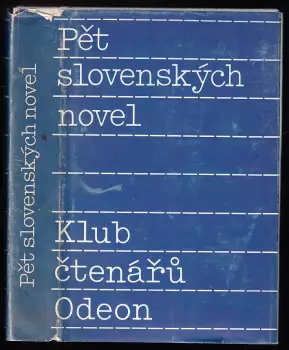 Pět slovenských novel
Pět
slovenských
novel
Klub
čtenářů
Odeon